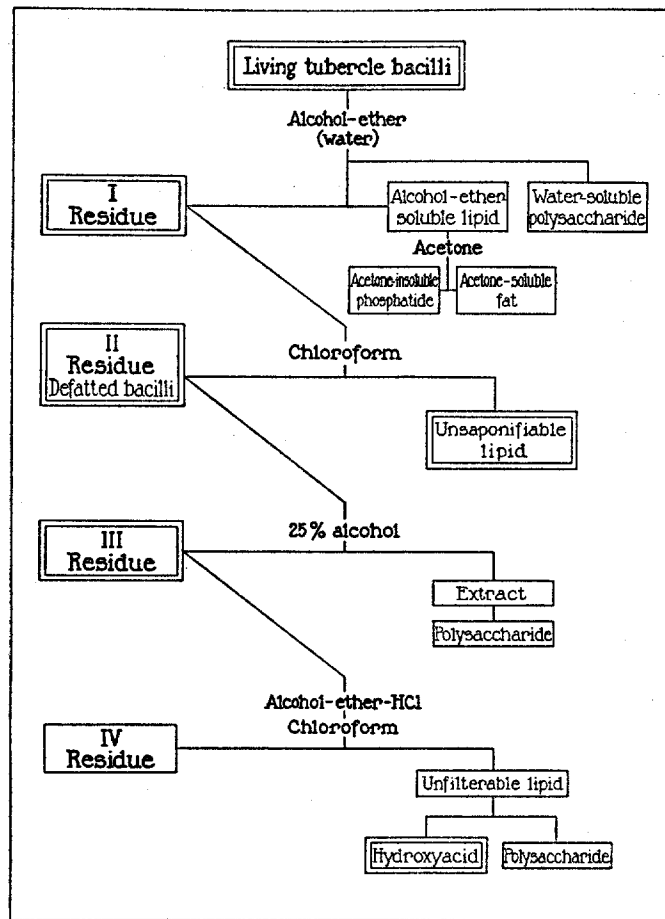 Living tubercle bacilli
Alcohol-ether
(water)
I
Residue
Alcohol-ether
soluble lipid
Water-soluble
polysaccharide
Acetone
Acetone-insoluble
phosphatide
Acetone-soluble
fat
Chloroform
II
Residue
Defatted bacilli
Unsaponifiable
lipid
25% alcohol
III
Residue
Extract
Polysaccharide
Alcohol-ether-HCl
Chloroform
IV
Residue
Unfilterable lipid
Hydroxyacid
Polysaccharide